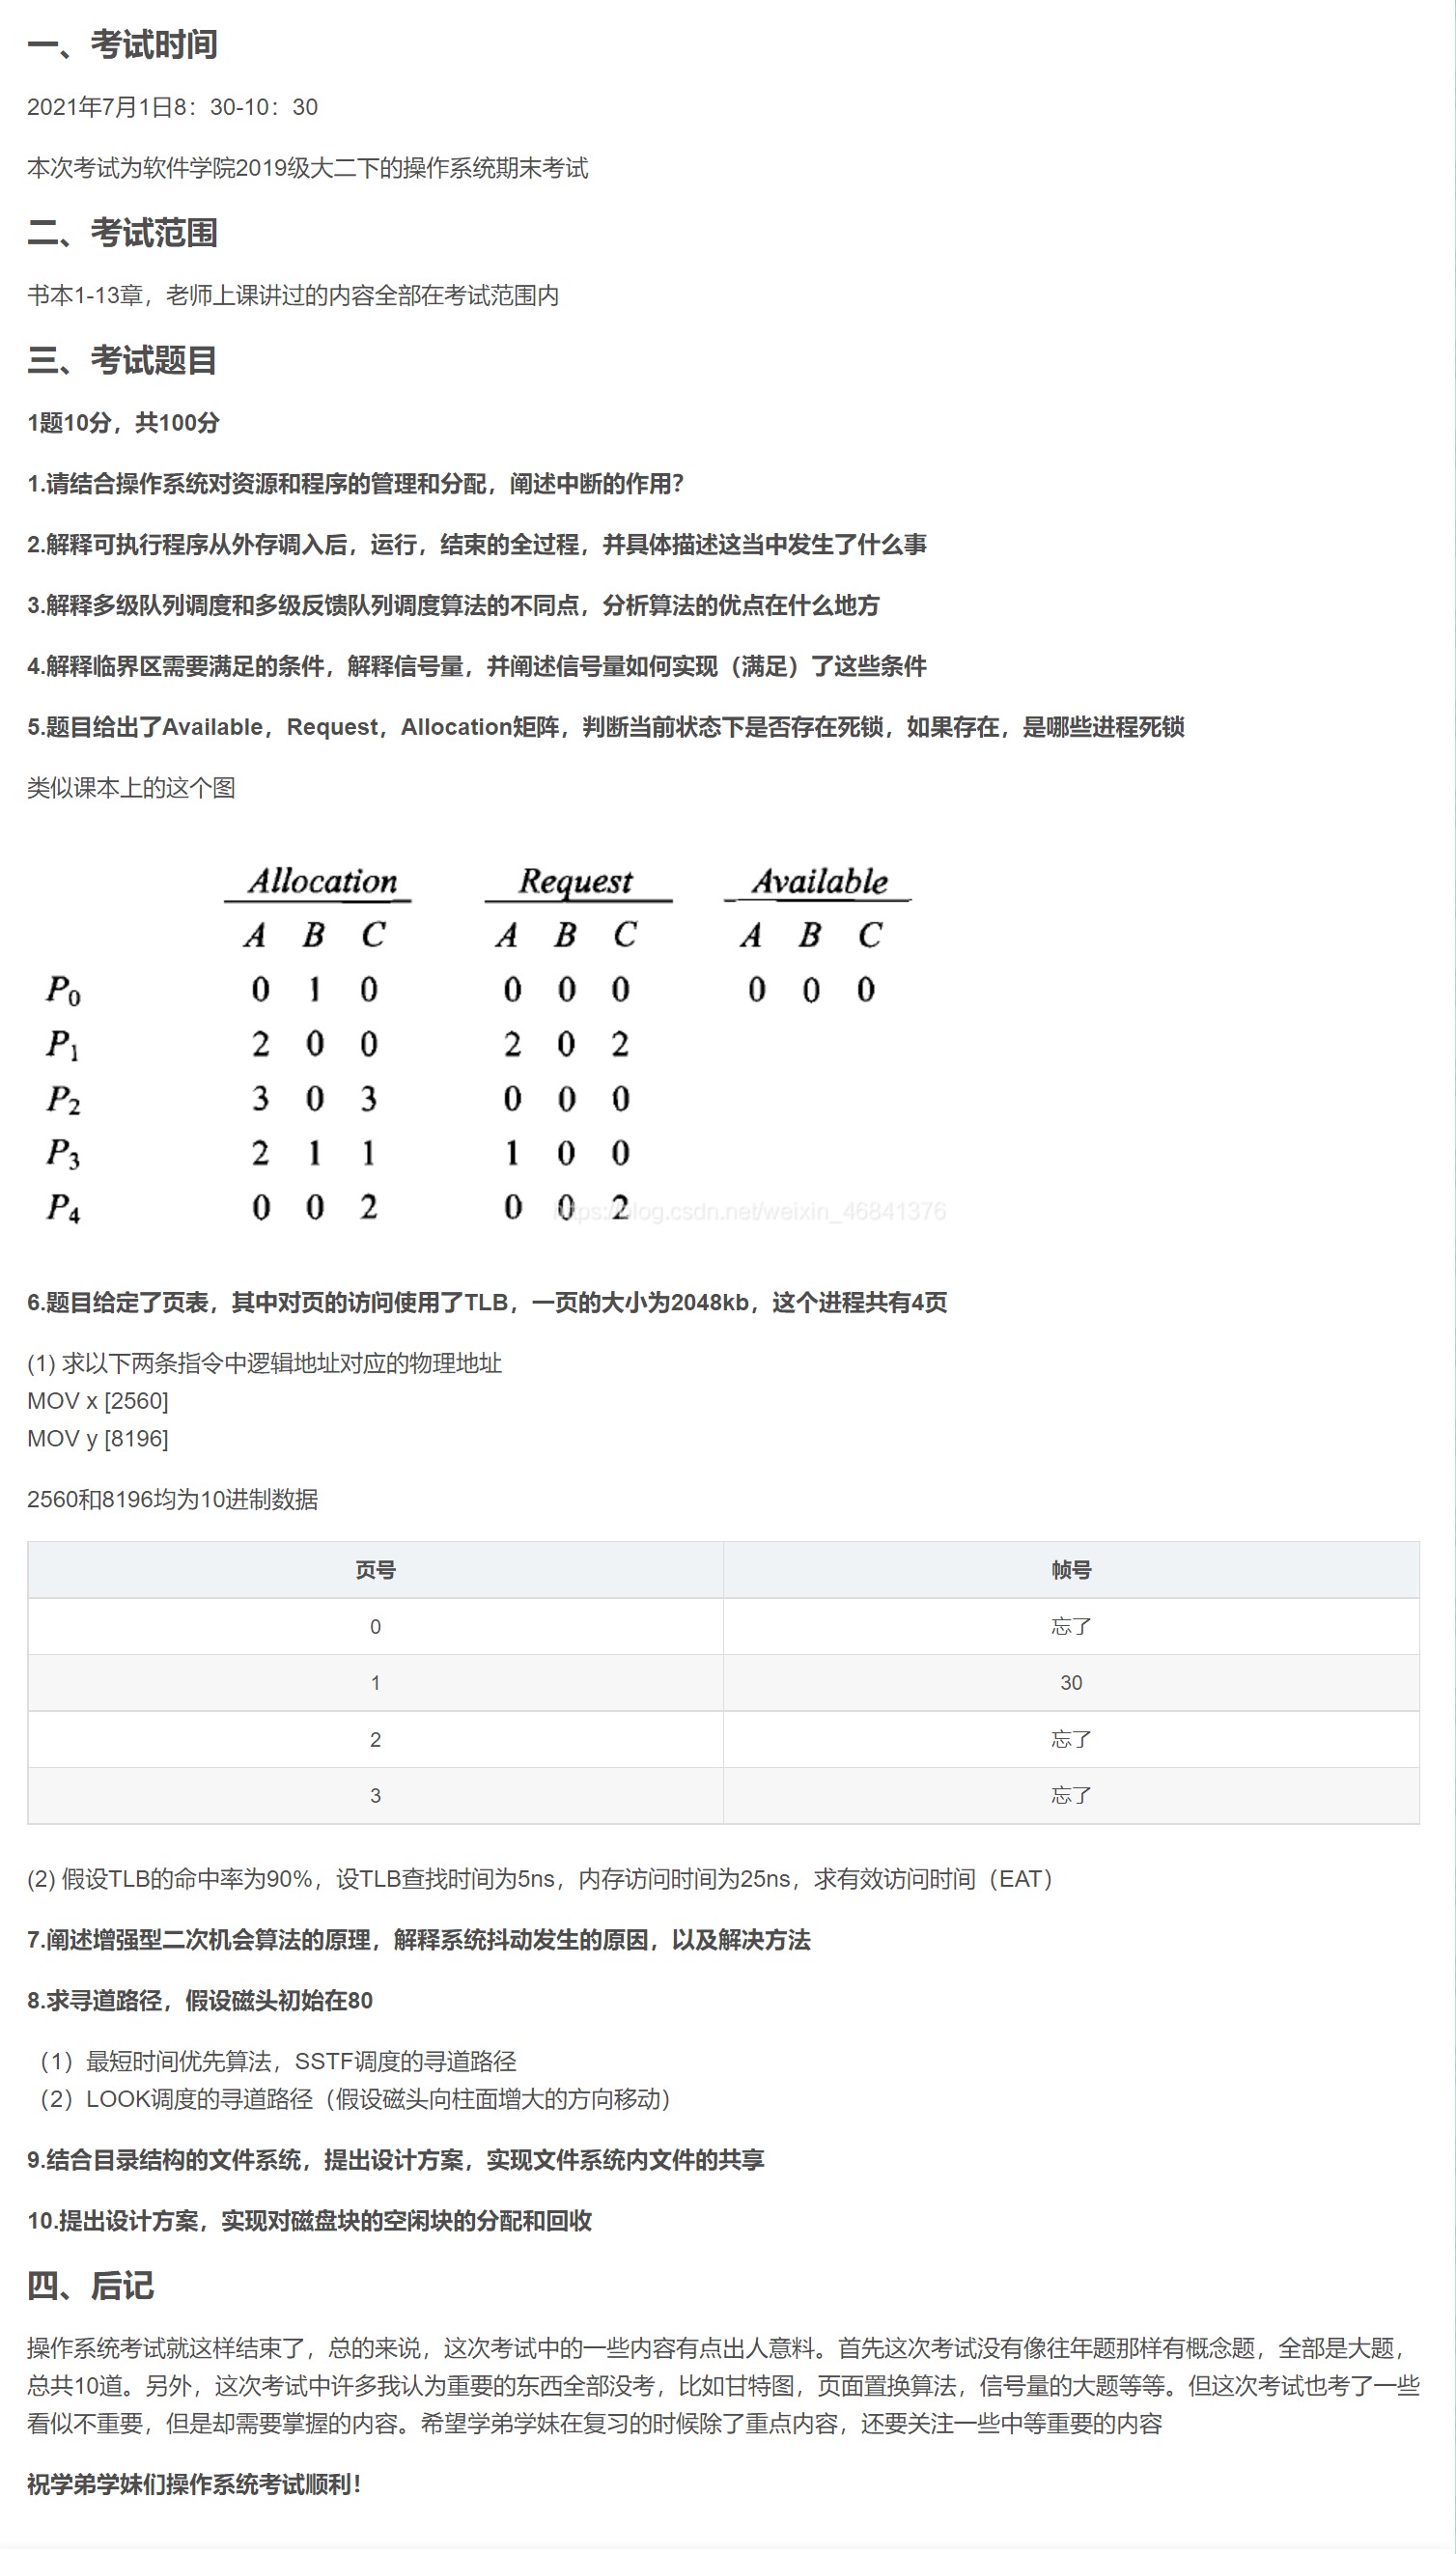 一、考试时间
2021年7月1日8：30-10：30
本次考试为软件学院2019级大二下的操作系统期末考试
二、考试范围
书本1-13章，老师上课讲过的内容全部在考试范围内
三、考试题目
1题10分，共100分
1.请结合操作系统对资源和程序的管理和分配，阐述中断的作用？
2.解释可执行程序从外存调入后，运行，结束的全过程，并具体描述这当中发生了什么事
3.解释多级队列调度和多级反馈队列调度算法的不同点，分析算法的优点在什么地方
4.解释临界区需要满足的条件，解释信号量，并阐述信号量如何实现（满足）了这些条件
5.题目给出了Available，Request，Allocation矩阵，判断当前状态下是否存在死锁，如果存在，是哪些进程死锁
类似课本上的这个图
Allocation Request Available
A B C A B C A B C
P0 0 1 0 0 0 0 0 0 0
P1 2 0 0 2 0 2
P2 3 0 3 0 0 0
P3 2 1 1 1 0 0
P4 0 0 2 0 0 2
https://blog.csdn.net/weixin_46841376
6.题目给定了页表，其中对页的访问使用了TLB，一页的大小为2048kb，这个进程共有4页
(1) 求以下两条指令中逻辑地址对应的物理地址
MOV x [2560]
MOV y [8196]
2560和8196均为10进制数据
页号 帧号
0 忘了
1 30
2 忘了
3 忘了
(2) 假设TLB的命中率为90%，设TLB查找时间为5ns，内存访问时间为25ns，求有效访问时间（EAT）
7.阐述增强型二次机会算法的原理，解释系统抖动发生的原因，以及解决方法
8.求寻道路径，假设磁头初始在80
（1）最短时间优先算法，SSTF调度的寻道路径
（2）LOOK调度的寻道路径（假设磁头向柱面增大的方向移动）
9.结合目录结构的文件系统，提出设计方案，实现文件系统内文件的共享
10.提出设计方案，实现对磁盘块的空闲块的分配和回收
四、后记
操作系统考试就这样结束了，总的来说，这次考试中的一些内容有点出人意料。首先这次考试没有像往年题那样有概念题，全部是大题，
总共10道。另外，这次考试中许多我认为重要的东西全部没考，比如甘特图，页面置换算法，信号量的大题等等。但这次考试也考了一些
看似不重要，但是却需要掌握的内容。希望学弟学妹在复习的时候除了重点内容，还要关注一些中等重要的内容
祝学弟学妹们操作系统考试顺利！